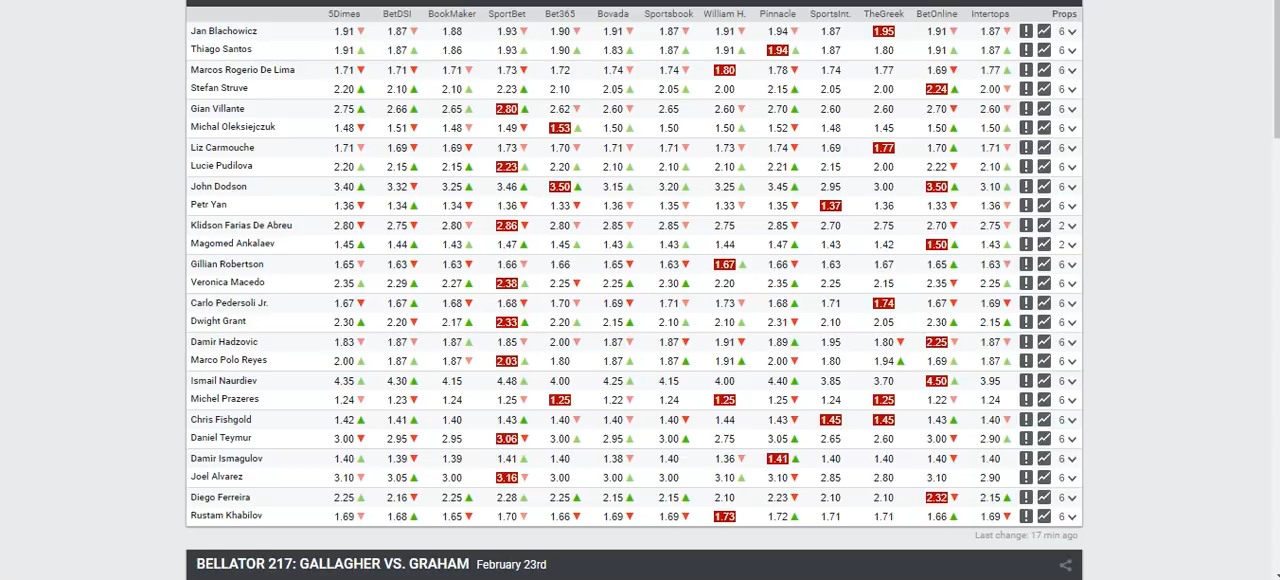 5Dimes BetDSI BookMaker SportBet Bet365 Bovada Sportsbook William H. Pinnacle SportsInt. TheGreek BetOnline Intertops Props
Jan Blachowicz 1.91▼ 1.87▼ 1.88 1.93▼ 1.90▼ 1.91▼ 1.87▼ 1.91▼ 1.94▼ 1.87 1.95 1.91▼ 1.87▼ 6
Thiago Santos 1.91▲ 1.87▲ 1.86 1.93▲ 1.90▲ 1.83▲ 1.87▲ 1.91▲ 1.94▲ 1.87 1.80 1.91▲ 1.87▲ 6
Marcos Rogerio De Lima 1.71▼ 1.71▼ 1.71▼ 1.73▼ 1.72 1.74▼ 1.74▼ 1.80 1.78▼ 1.74 1.77 1.69▼ 1.77▲ 6
Stefan Struve 2.20▲ 2.10▲ 2.10▲ 2.23▲ 2.10 2.05▲ 2.05▲ 2.00 2.15▲ 2.05 2.00 2.24▲ 2.00▼ 6
Gian Villante 2.75▲ 2.66▲ 2.65▲ 2.80▲ 2.62▼ 2.60▼ 2.65 2.60▼ 2.70▲ 2.60 2.60 2.70▼ 2.60▼ 6
Michal Oleksiejczuk 1.48▼ 1.51▼ 1.48▼ 1.49▼ 1.53▲ 1.50▲ 1.50 1.50▲ 1.52▼ 1.48 1.45 1.50▲ 1.50▲ 6
Liz Carmouche 1.71▼ 1.69▼ 1.69▼ 1.73▼ 1.70▼ 1.71▼ 1.71▼ 1.73▼ 1.74▼ 1.69 1.77 1.70▲ 1.71▼ 6
Lucie Pudilova 2.20▲ 2.15▲ 2.15▲ 2.23▲ 2.20▲ 2.10▲ 2.10▲ 2.10▲ 2.21▲ 2.15 2.00 2.22▼ 2.10▲ 6
John Dodson 3.40▲ 3.32▼ 3.25▲ 3.46▲ 3.50▲ 3.15▲ 3.20▲ 3.25▲ 3.45▲ 2.95 3.00 3.50▲ 3.10▲ 6
Petr Yan 1.36▼ 1.34▲ 1.34▼ 1.36▼ 1.33▼ 1.36▼ 1.35▼ 1.33▼ 1.35▼ 1.37 1.36 1.33▼ 1.36▼ 6
Klidson Farias De Abreu 2.80▼ 2.75▼ 2.80▼ 2.86▼ 2.80▼ 2.85▼ 2.85▼ 2.75 2.85▼ 2.70 2.75 2.70▼ 2.75▼ 2
Magomed Ankalaev 1.45▲ 1.44▲ 1.43▲ 1.47▲ 1.45▲ 1.43▲ 1.43▲ 1.44 1.47▲ 1.43 1.42 1.50▲ 1.43▲ 2
Gillian Robertson 1.65▼ 1.63▼ 1.63▼ 1.66▼ 1.66 1.65▼ 1.63▼ 1.67▲ 1.66▼ 1.63 1.67 1.65▲ 1.63▼ 6
Veronica Macedo 2.35▲ 2.29▲ 2.27▲ 2.38▲ 2.25▼ 2.25▲ 2.30▲ 2.20 2.35▲ 2.25 2.15 2.35▼ 2.25▲ 6
Carlo Pedersoli Jr. 1.67▼ 1.67▲ 1.68▼ 1.68▼ 1.70▼ 1.69▼ 1.71▼ 1.73▼ 1.68▲ 1.71 1.74 1.67▼ 1.69▼ 6
Dwight Grant 2.30▲ 2.20▼ 2.17▲ 2.33▲ 2.20▲ 2.15▲ 2.10▲ 2.10▲ 2.31▼ 2.10 2.05 2.30▲ 2.15▲ 6
Damir Hadzovic 1.83▼ 1.87▼ 1.87▲ 1.85▼ 2.00▼ 1.87▼ 1.87▼ 1.91▼ 1.89▲ 1.95 1.80▼ 2.25▼ 1.87▼ 6
Marco Polo Reyes 2.00▲ 1.87▲ 1.87▼ 2.03▲ 1.80 1.87▲ 1.87▲ 1.91▲ 2.00▼ 1.80 1.94▲ 1.69▲ 1.87▲ 6
Ismail Naurdiev 4.35▲ 4.30▲ 4.15 4.48▲ 4.00 4.25▲ 4.15 4.00 4.40▲ 3.85 3.70 4.50▲ 3.95 6
Michel Prazeres 1.24▼ 1.23▼ 1.24 1.25▼ 1.25 1.22▼ 1.24 1.25 1.25▼ 1.24 1.25 1.22▼ 1.24 6
Chris Fishgold 1.42▲ 1.41▲ 1.40 1.43▲ 1.40▼ 1.40▼ 1.40▼ 1.44 1.43▼ 1.45 1.45 1.43▲ 1.40▼ 6
Daniel Teymur 3.00▼ 2.95▼ 2.95 3.06▼ 3.00▲ 2.95▲ 3.00▲ 2.75 3.05▲ 2.65 2.60 3.00▼ 2.90▲ 6
Damir Ismagulov 1.40▲ 1.39▼ 1.39 1.41▲ 1.40 1.38▼ 1.40 1.36▼ 1.41▲ 1.40 1.40 1.40▼ 1.40 6
Joel Alvarez 3.10▼ 3.05▲ 3.00 3.16▼ 3.00 3.00▲ 3.00 3.10▲ 3.10▼ 2.85 2.80 3.10 2.90 6
Diego Ferreira 2.25▲ 2.16▼ 2.25▲ 2.28▲ 2.25▲ 2.15▲ 2.15▲ 2.10 2.23▼ 2.10 2.10 2.32▼ 2.15▲ 6
Rustam Khabilov 1.69▼ 1.68▲ 1.65▼ 1.70▼ 1.66▼ 1.69▼ 1.69▼ 1.73 1.72▲ 1.71 1.71 1.66▲ 1.69▼ 6
Last change: 17 min ago
BELLATOR 217: GALLAGHER VS. GRAHAM February 23rd